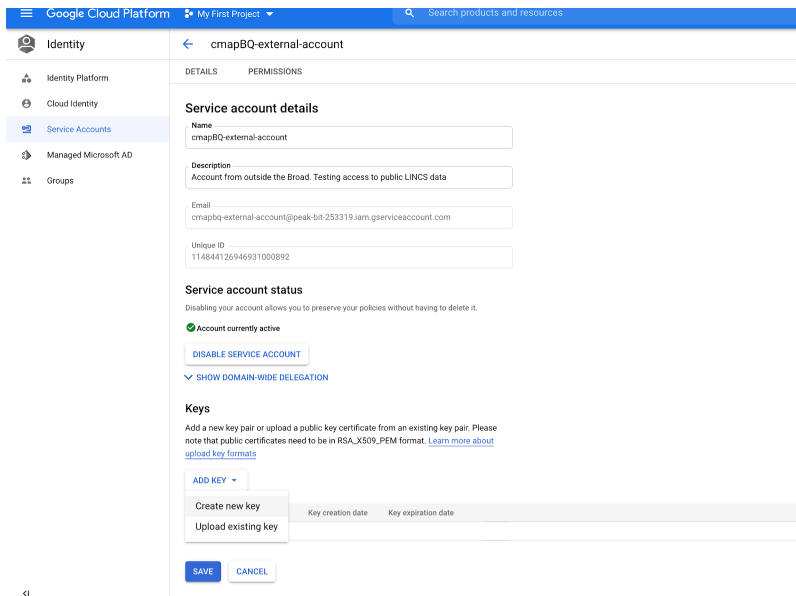 Google Cloud Platform
My First Project
Search products and resources
Identity
Identity Platform
Cloud Identity
Service Accounts
Managed Microsoft AD
Groups
cmapBQ-external-account
DETAILS PERMISSIONS
Service account details
Name
cmapBQ-external-account
Description
Account from outside the Broad. Testing access to public LINCS data
Email
cmapbq-external-account@peak-bit-253319.iam.gserviceaccount.com
Unique ID
114844126946931000892
Service account status
Disabling your account allows you to preserve your policies without having to delete it.
Account currently active
DISABLE SERVICE ACCOUNT
SHOW DOMAIN-WIDE DELEGATION
Keys
Add a new key pair or upload a public key certificate from an existing key pair. Please
note that public certificates need to be in RSA_X509_PEM format. Learn more about
upload key formats
ADD KEY
Create new key
Upload existing key
Key creation date Key expiration date
SAVE CANCEL